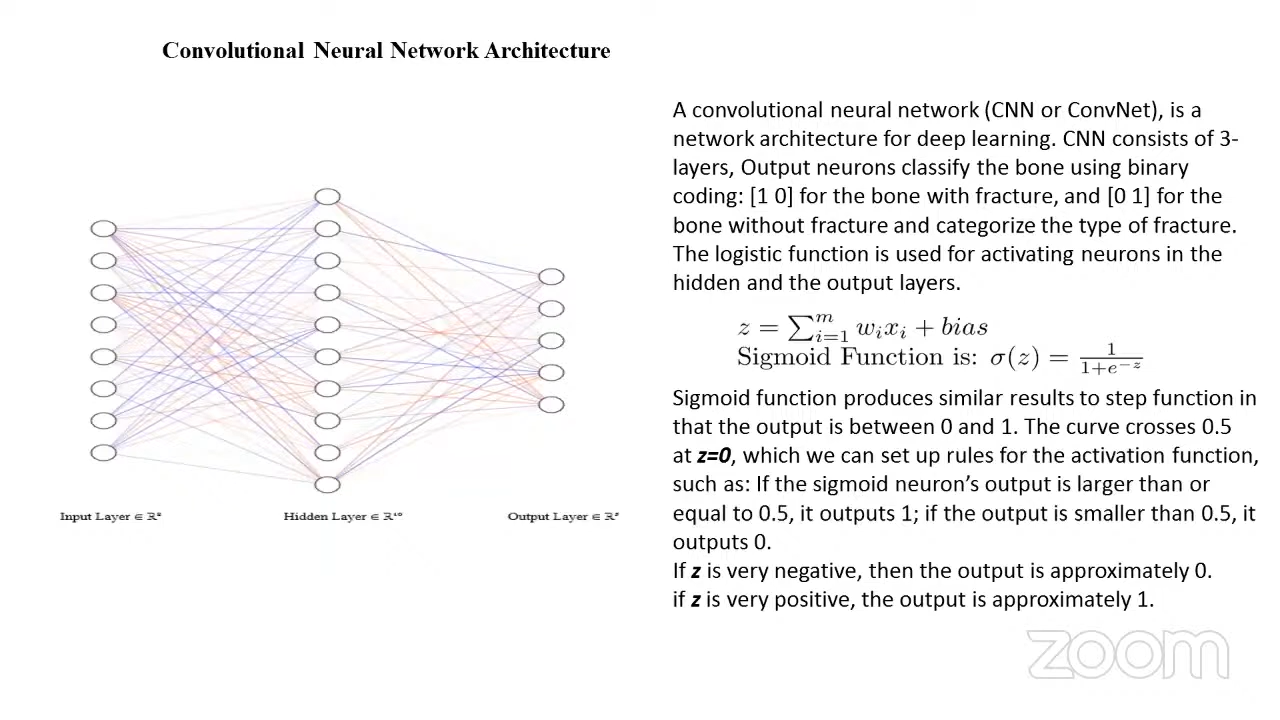 Convolutional Neural Network Architecture
A convolutional neural network (CNN or ConvNet), is a
network architecture for deep learning. CNN consists of 3-
layers, Output neurons classify the bone using binary
coding: [1 0] for the bone with fracture, and [0 1] for the
bone without fracture and categorize the type of fracture.
The logistic function is used for activating neurons in the
hidden and the output layers.
z = ∑ᵢ₌₁ᵐ wᵢxᵢ + bias
Sigmoid Function is: σ(z) = 1/(1+e⁻ᶻ)
Sigmoid function produces similar results to step function in
that the output is between 0 and 1. The curve crosses 0.5
at z=0, which we can set up rules for the activation function,
such as: If the sigmoid neuron’s output is larger than or
equal to 0.5, it outputs 1; if the output is smaller than 0.5, it
outputs 0.
If z is very negative, then the output is approximately 0.
if z is very positive, the output is approximately 1.
Input Layer ∈ ℝ⁸
Hidden Layer ∈ ℝ¹⁰
Output Layer ∈ ℝ⁵
zoom